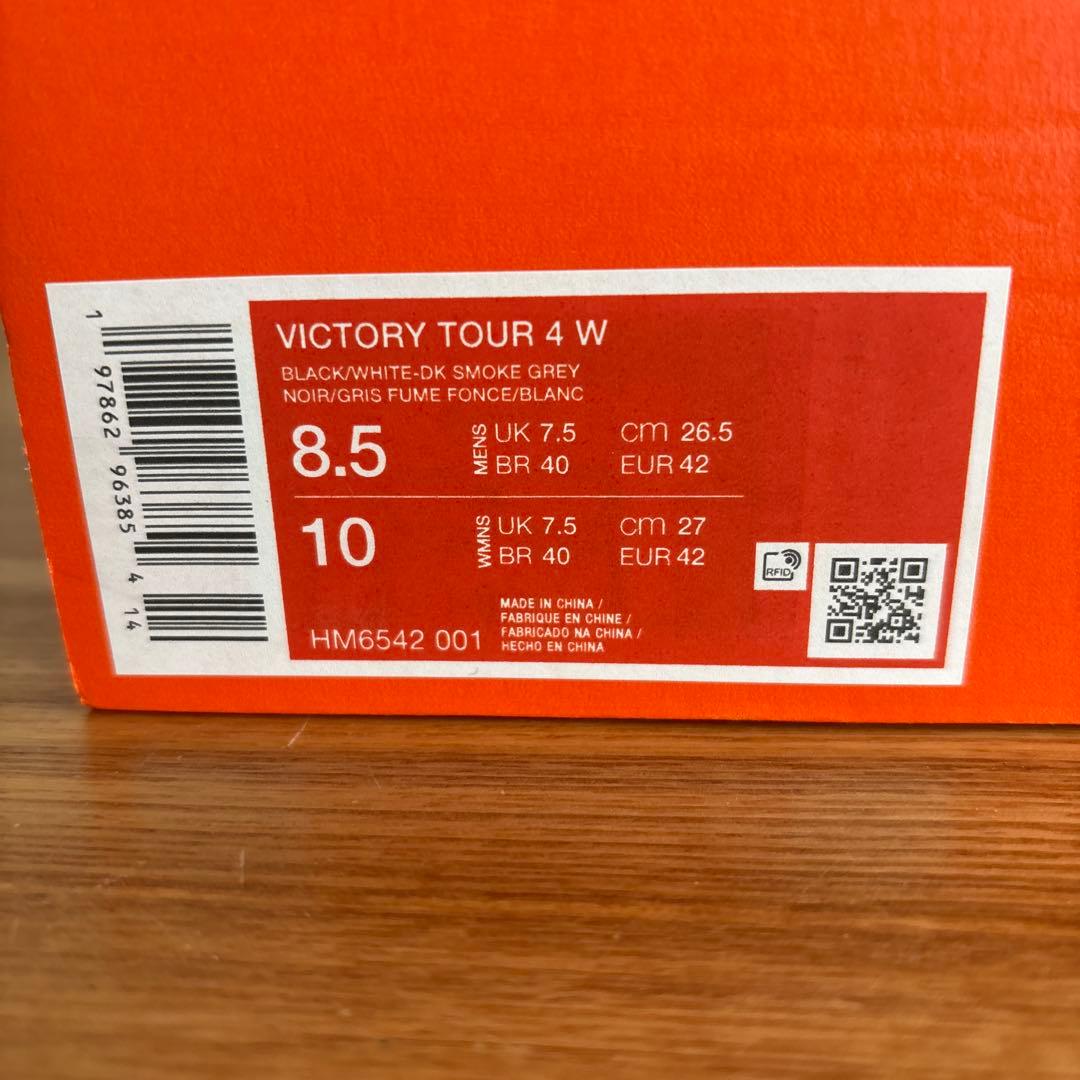 VICTORY TOUR 4 W
BLACK/WHITE-DK SMOKE GREY
NOIR/GRIS FUME FONCE/BLANC
8.5
MENS
UK 7.5 cm 26.5
BR 40 EUR 42
10
WMNS
UK 7.5 cm 27
BR 40 EUR 42
HM6542 001
MADE IN CHINA /
FABRIQUE EN CHINE /
FABRICADO NA CHINA /
HECHO EN CHINA
RFID
1 97862 96385 4 14